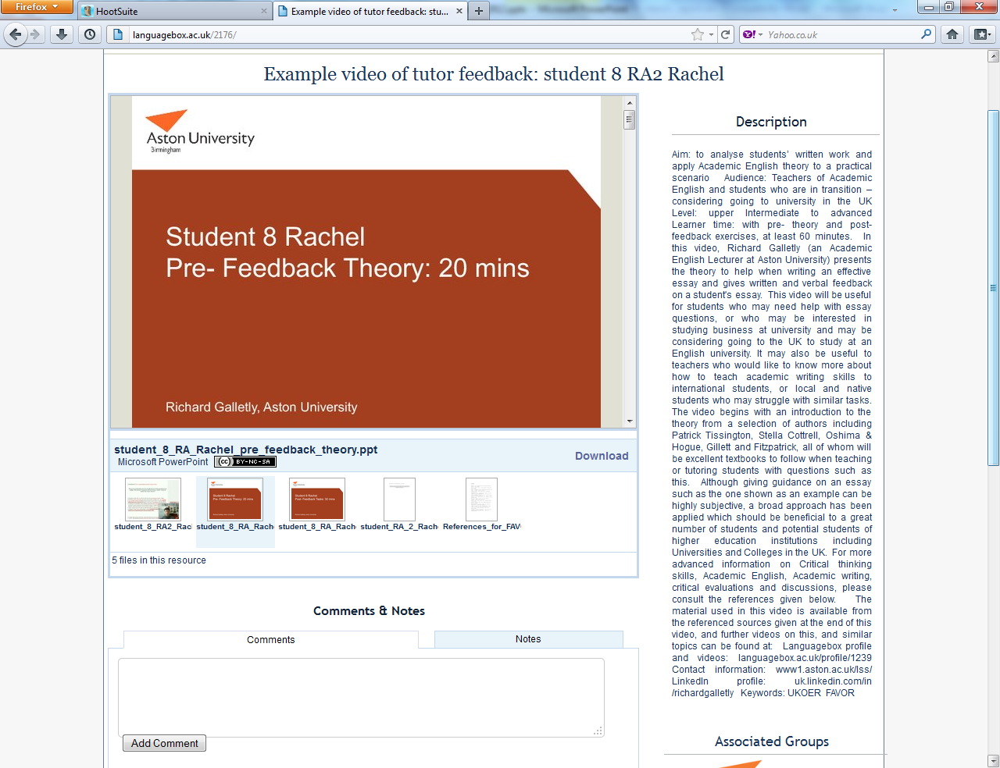 Firefox
HootSuite
Example video of tutor feedback: stu...
Microsoft PowerPoint
languagebox.ac.uk/2176/
Yahoo.co.uk
Example video of tutor feedback: student 8 RA2 Rachel
Aston University
Birmingham
Student 8 Rachel
Pre- Feedback Theory: 20 mins
Richard Galletly, Aston University
student_8_RA_Rachel_pre_feedback_theory.ppt
Microsoft PowerPoint
(cc) BY-NC-SA
Download
student_8_RA2_Racl
student_8_RA_Rache
student_8_RA_Rache
student_RA_2_Rache
References_for_FAV
5 files in this resource
Comments & Notes
Comments
Notes
Add Comment
Description
Aim: to analyse students' written work and
apply Academic English theory to a practical
scenario Audience: Teachers of Academic
English and students who are in transition –
considering going to university in the UK
Level: upper Intermediate to advanced
Learner time: with pre- theory and post-
feedback exercises, at least 60 minutes. In
this video, Richard Galletly (an Academic
English Lecturer at Aston University) presents
the theory to help when writing an effective
essay and gives written and verbal feedback
on a student's essay. This video will be useful
for students who may need help with essay
questions, or who may be interested in
studying business at university and may be
considering going to the UK to study at an
English university. It may also be useful to
teachers who would like to know more about
how to teach academic writing skills to
international students, or local and native
students who may struggle with similar tasks.
The video begins with an introduction to the
theory from a selection of authors including
Patrick Tissington, Stella Cottrell, Oshima &
Hogue, Gillett and Fitzpatrick, all of whom will
be excellent textbooks to follow when teaching
or tutoring students with questions such as
this. Although giving guidance on an essay
such as the one shown as an example can be
highly subjective, a broad approach has been
applied which should be beneficial to a great
number of students and potential students of
higher education institutions including
Universities and Colleges in the UK. For more
advanced information on Critical thinking
skills, Academic English, Academic writing,
critical evaluations and discussions, please
consult the references given below. The
material used in this video is available from
the referenced sources given at the end of this
video, and further videos on this, and similar
topics can be found at: Languagebox profile
and videos: languagebox.ac.uk/profile/1239
Contact information: www1.aston.ac.uk/lss/
LinkedIn profile: uk.linkedin.com/in
/richardgalletly Keywords: UKOER FAVOR
Associated Groups